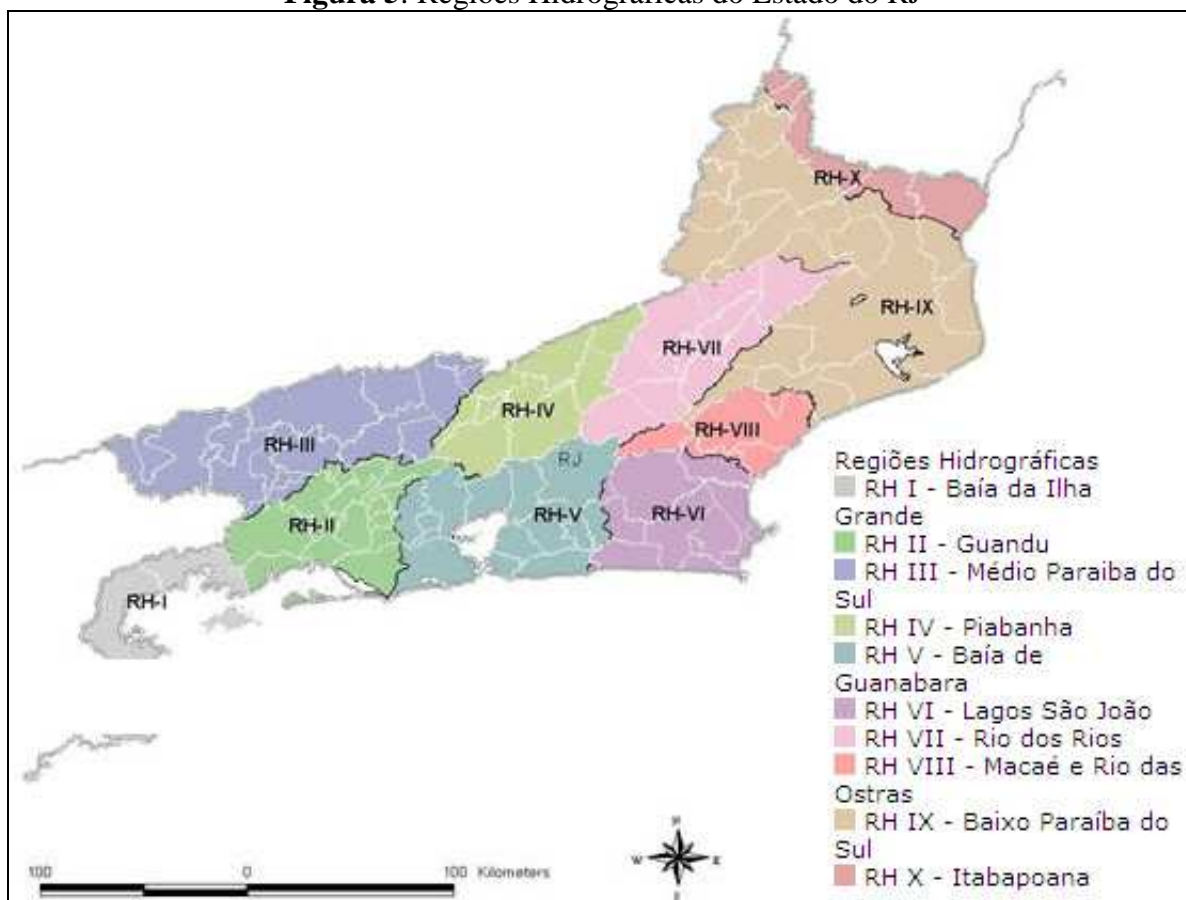 Figura 3: Regiões Hidrográficas do Estado do RJ
RH-X
RH-IX
RH-VII
RH-IV
RH-VIII
RH-III
RJ
RH-II
RH-V
RH-VI
RH-I
Regiões Hidrográficas
RH I - Baía da Ilha
Grande
RH II - Guandu
RH III - Médio Paraiba do
Sul
RH IV - Piabanha
RH V - Baía de
Guanabara
RH VI - Lagos São João
RH VII - Rio dos Rios
RH VIII - Macaé e Rio das
Ostras
RH IX - Baixo Paraíba do
Sul
RH X - Itabapoana
N
W E
100 0 100 Kilometers